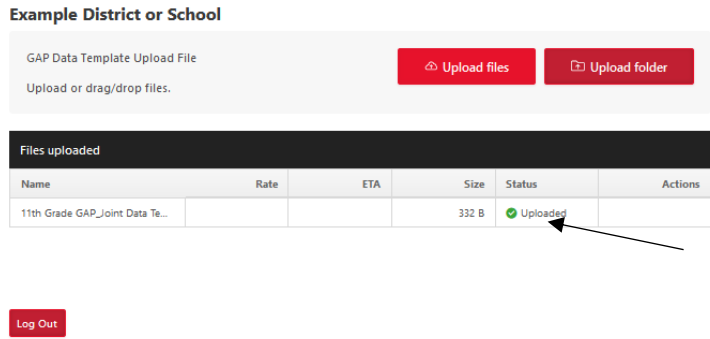 Example District or School
GAP Data Template Upload File
Upload files
Upload folder
Upload or drag/drop files.
Files uploaded
Name Rate ETA Size Status Actions
11th Grade GAP_Joint Data Te... 332 B Uploaded
Log Out